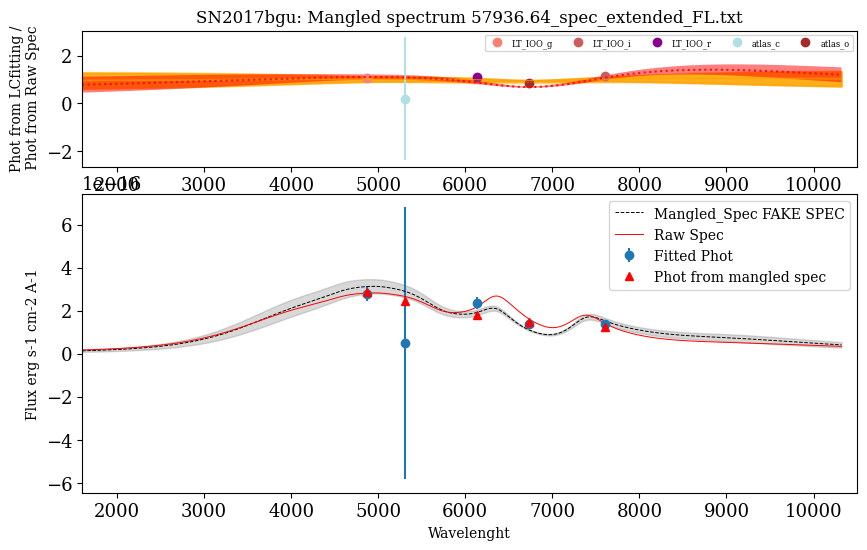 SN2017bgu: Mangled spectrum 57936.64_spec_extended_FL.txt
Phot from LCfitting /
Phot from Raw Spec
2
0
−2
LT_IOO_g
LT_IOO_i
LT_IOO_r
atlas_c
atlas_o
2000 3000 4000 5000 6000 7000 8000 9000 10000
1e−16
Flux erg s-1 cm-2 A-1
6
4
2
0
−2
−4
−6
Mangled_Spec FAKE SPEC
Raw Spec
Fitted Phot
Phot from mangled spec
2000 3000 4000 5000 6000 7000 8000 9000 10000
Wavelenght